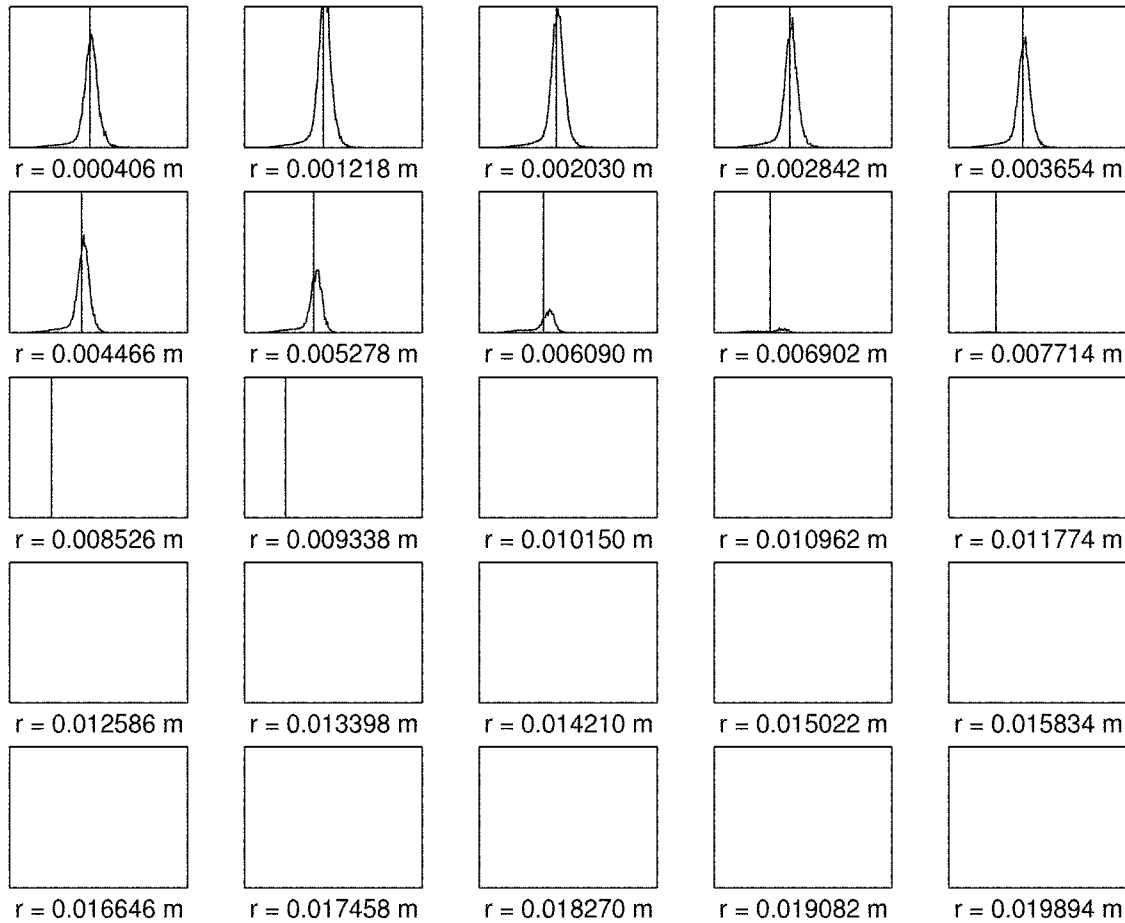 r = 0.000406 m
r = 0.001218 m
r = 0.002030 m
r = 0.002842 m
r = 0.003654 m
r = 0.004466 m
r = 0.005278 m
r = 0.006090 m
r = 0.006902 m
r = 0.007714 m
r = 0.008526 m
r = 0.009338 m
r = 0.010150 m
r = 0.010962 m
r = 0.011774 m
r = 0.012586 m
r = 0.013398 m
r = 0.014210 m
r = 0.015022 m
r = 0.015834 m
r = 0.016646 m
r = 0.017458 m
r = 0.018270 m
r = 0.019082 m
r = 0.019894 m